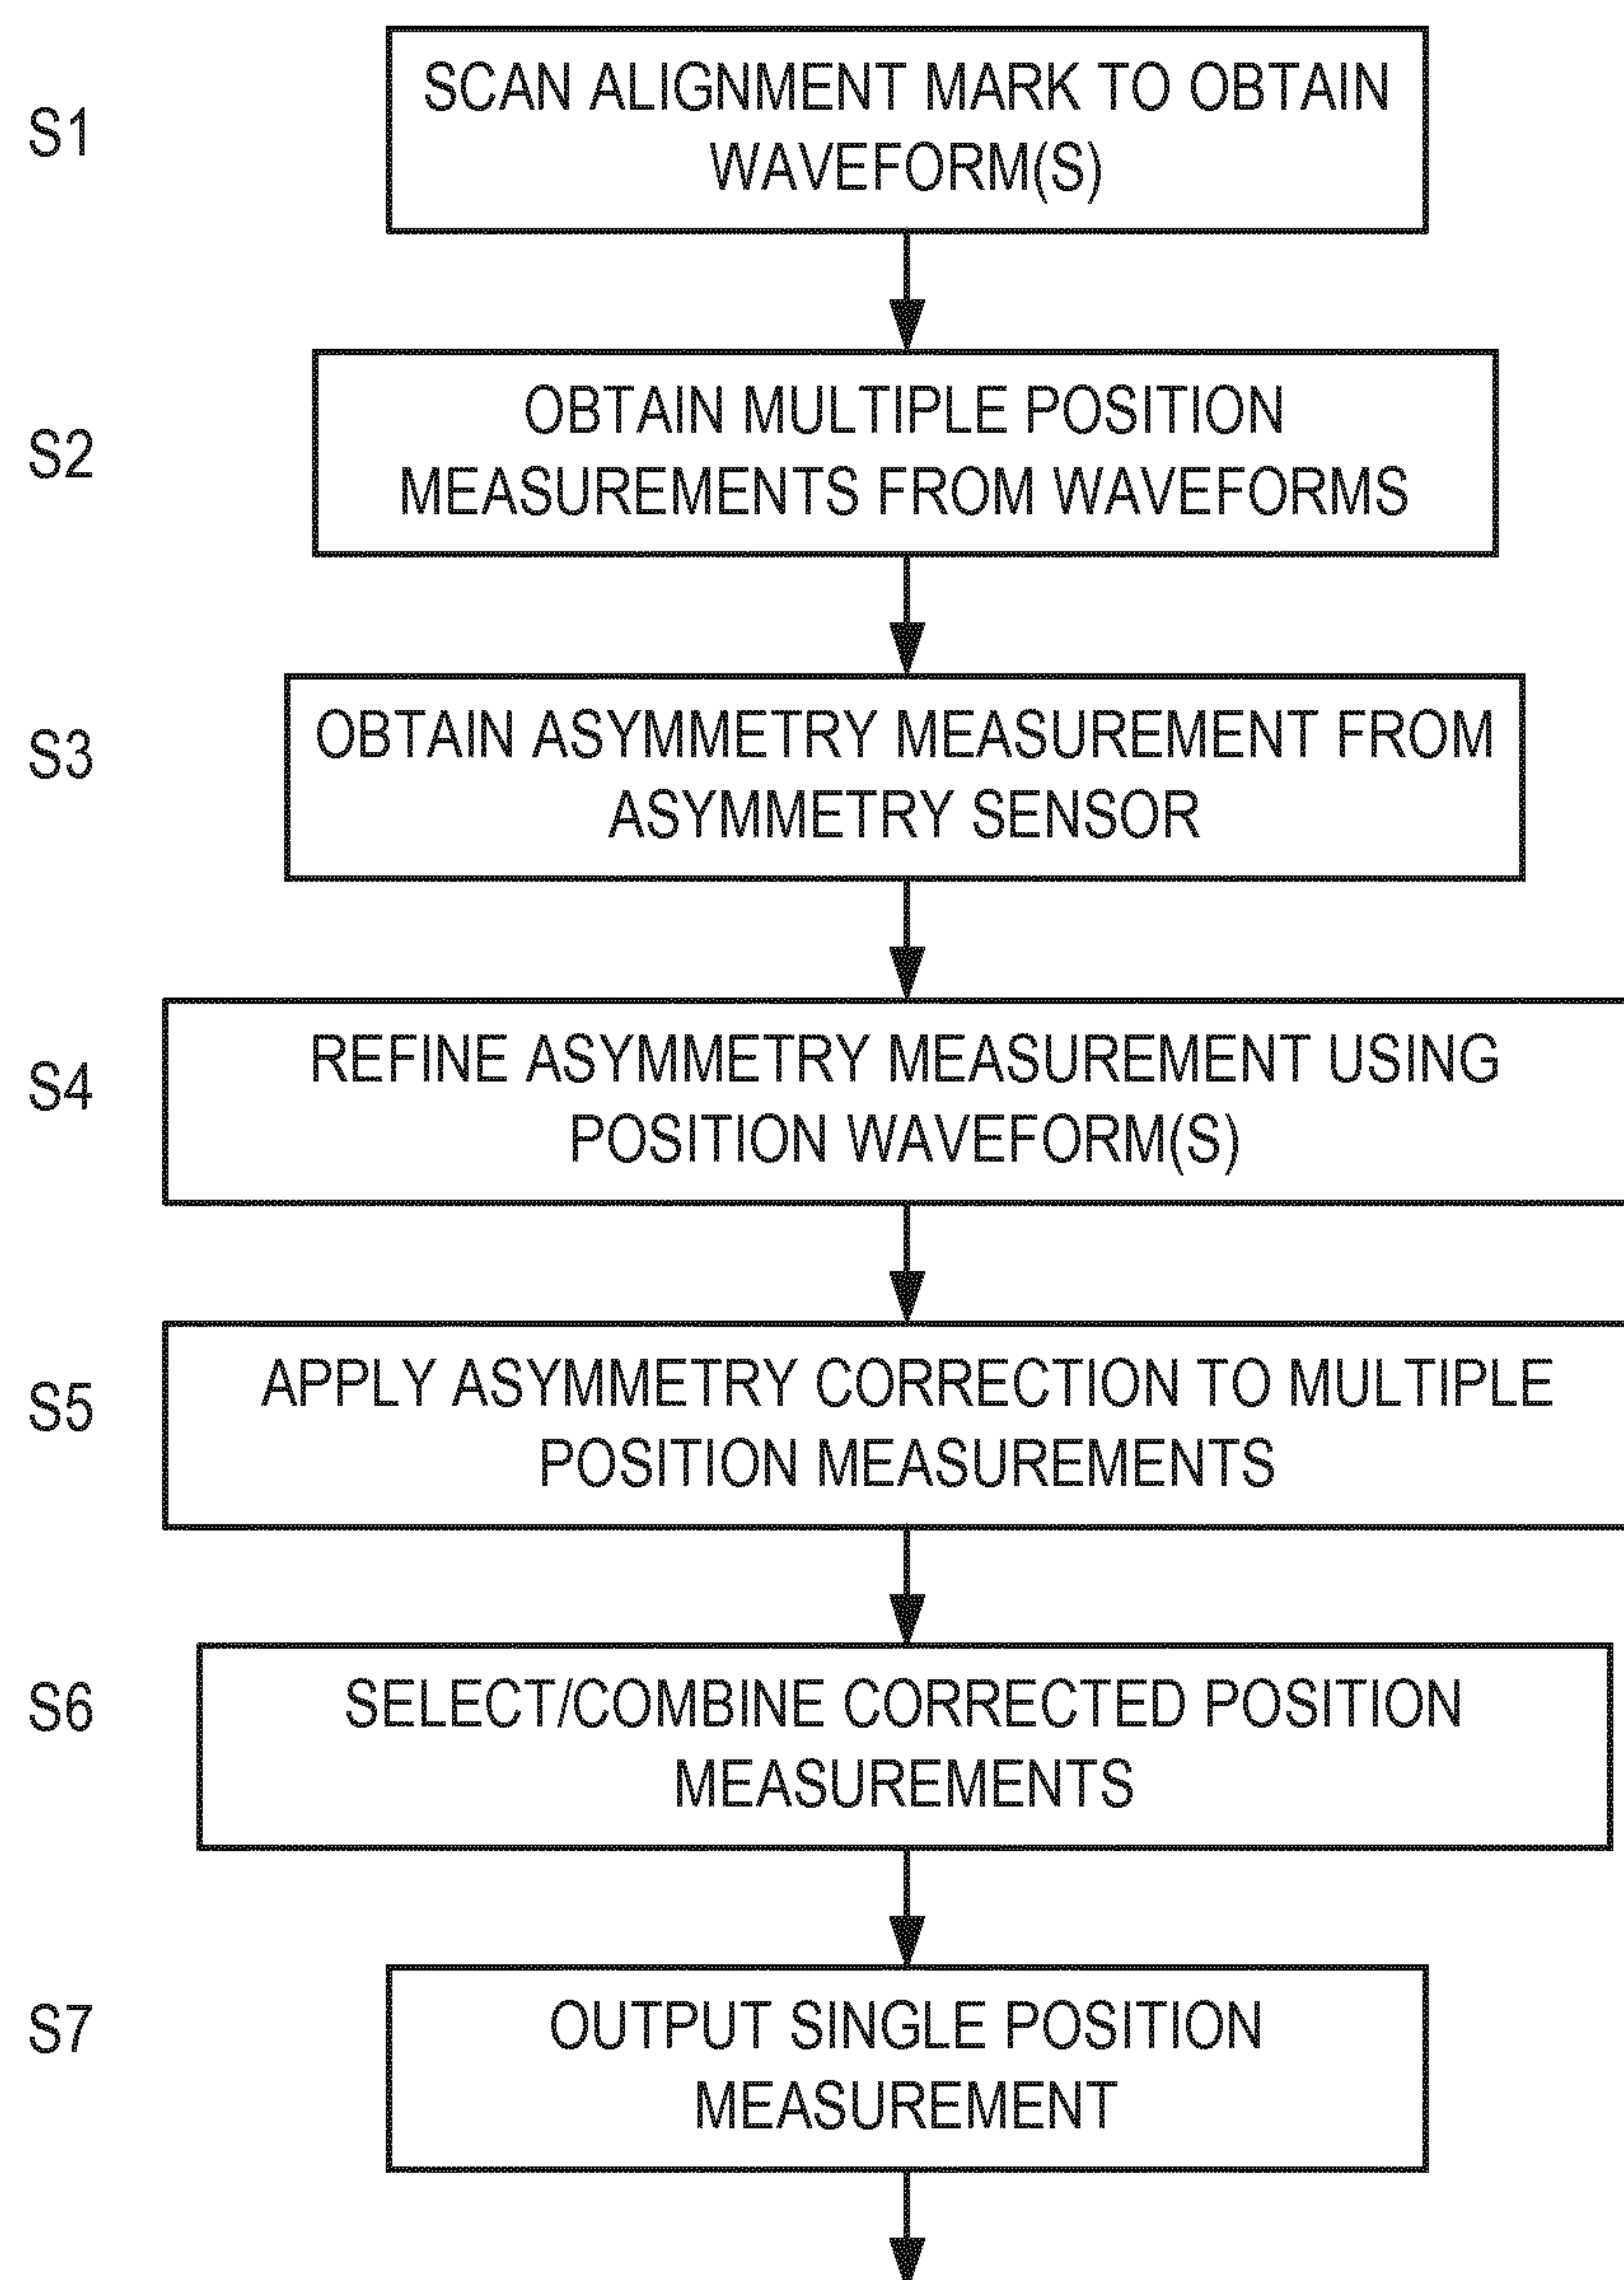 S1
SCAN ALIGNMENT MARK TO OBTAIN
WAVEFORM(S)
S2
OBTAIN MULTIPLE POSITION
MEASUREMENTS FROM WAVEFORMS
S3
OBTAIN ASYMMETRY MEASUREMENT FROM
ASYMMETRY SENSOR
S4
REFINE ASYMMETRY MEASUREMENT USING
POSITION WAVEFORM(S)
S5
APPLY ASYMMETRY CORRECTION TO MULTIPLE
POSITION MEASUREMENTS
S6
SELECT/COMBINE CORRECTED POSITION
MEASUREMENTS
S7
OUTPUT SINGLE POSITION
MEASUREMENT